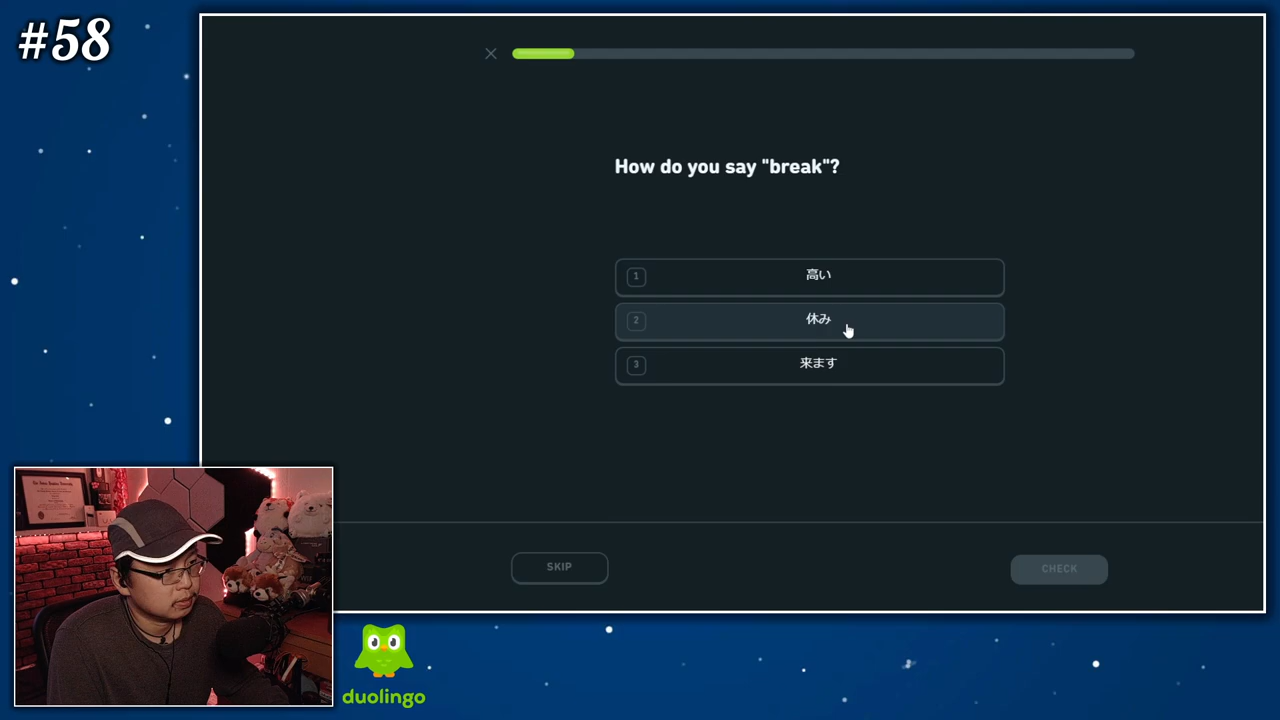 #58
How do you say "break"?
1 高い
2 休み
3 来ます
SKIP
CHECK
duolingo